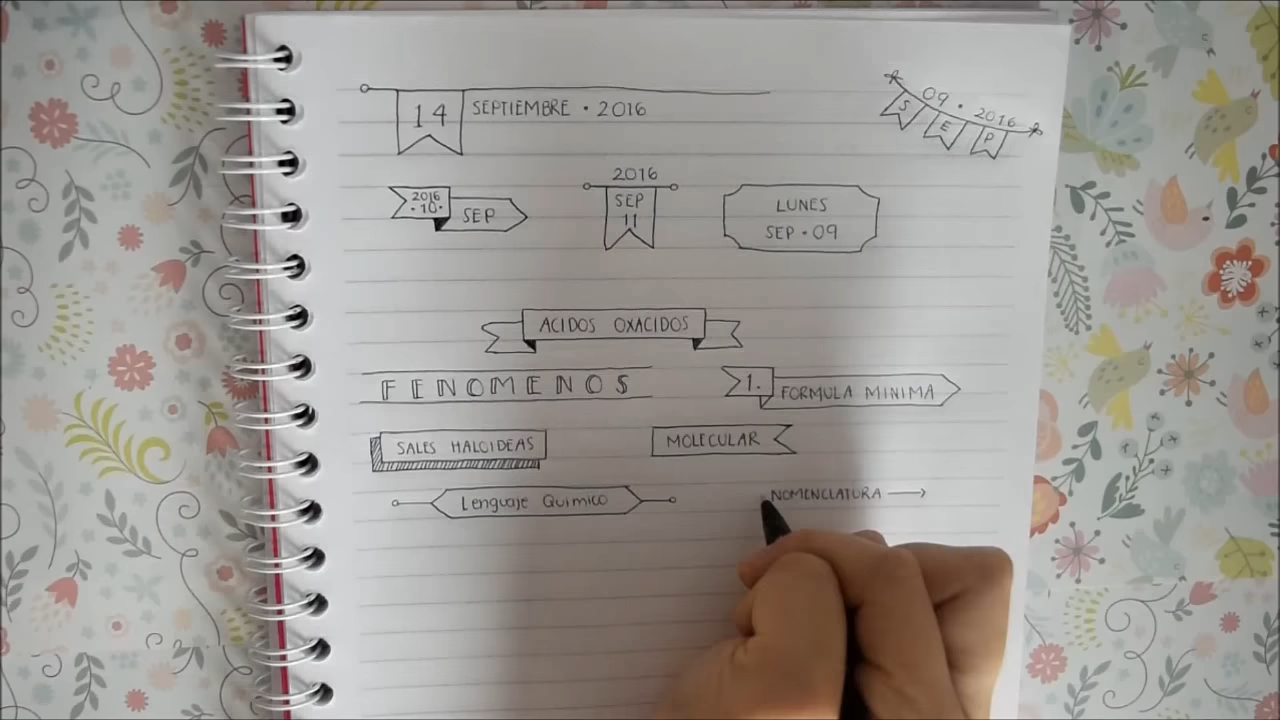 14 SEPTIEMBRE • 2016
09 • 2016
SEP
2016
• 10 •
SEP
2016
SEP
11
LUNES
SEP • 09
ACIDOS OXACIDOS
FENOMENOS
1. FORMULA MINIMA
SALES HALOIDEAS
MOLECULAR
Lenguaje Quimico
NOMENCLATURA